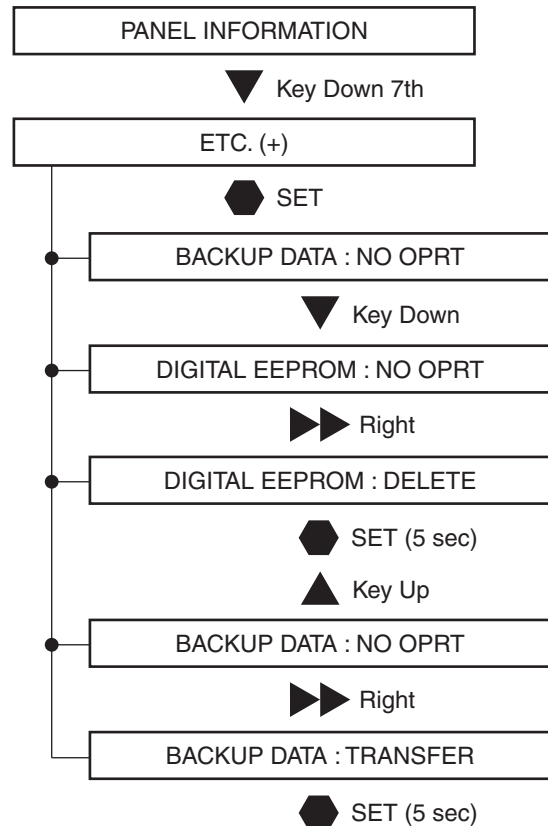 PANEL INFORMATION
Key Down 7th
ETC. (+)
SET
BACKUP DATA : NO OPRT
Key Down
DIGITAL EEPROM : NO OPRT
Right
DIGITAL EEPROM : DELETE
SET (5 sec)
Key Up
BACKUP DATA : NO OPRT
Right
BACKUP DATA : TRANSFER
SET (5 sec)